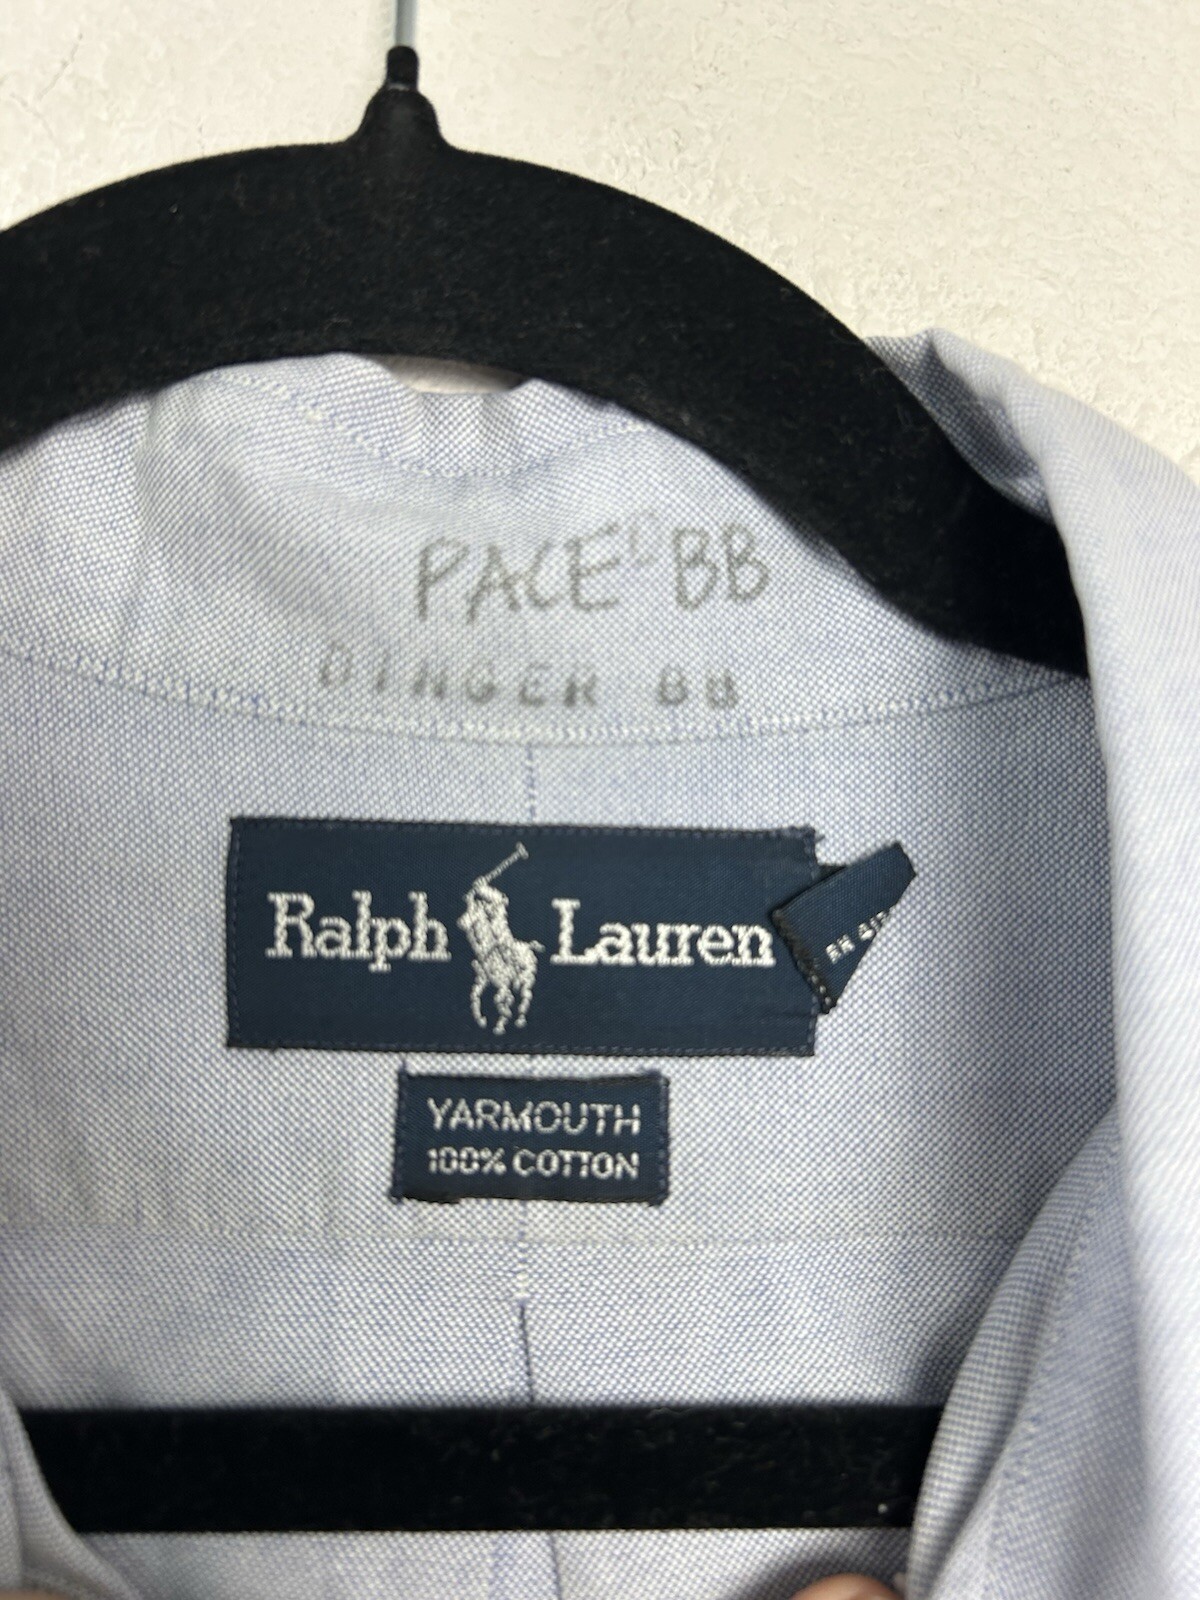 PACE BB
DINGER BB
Ralph Lauren
YARMOUTH
100% COTTON